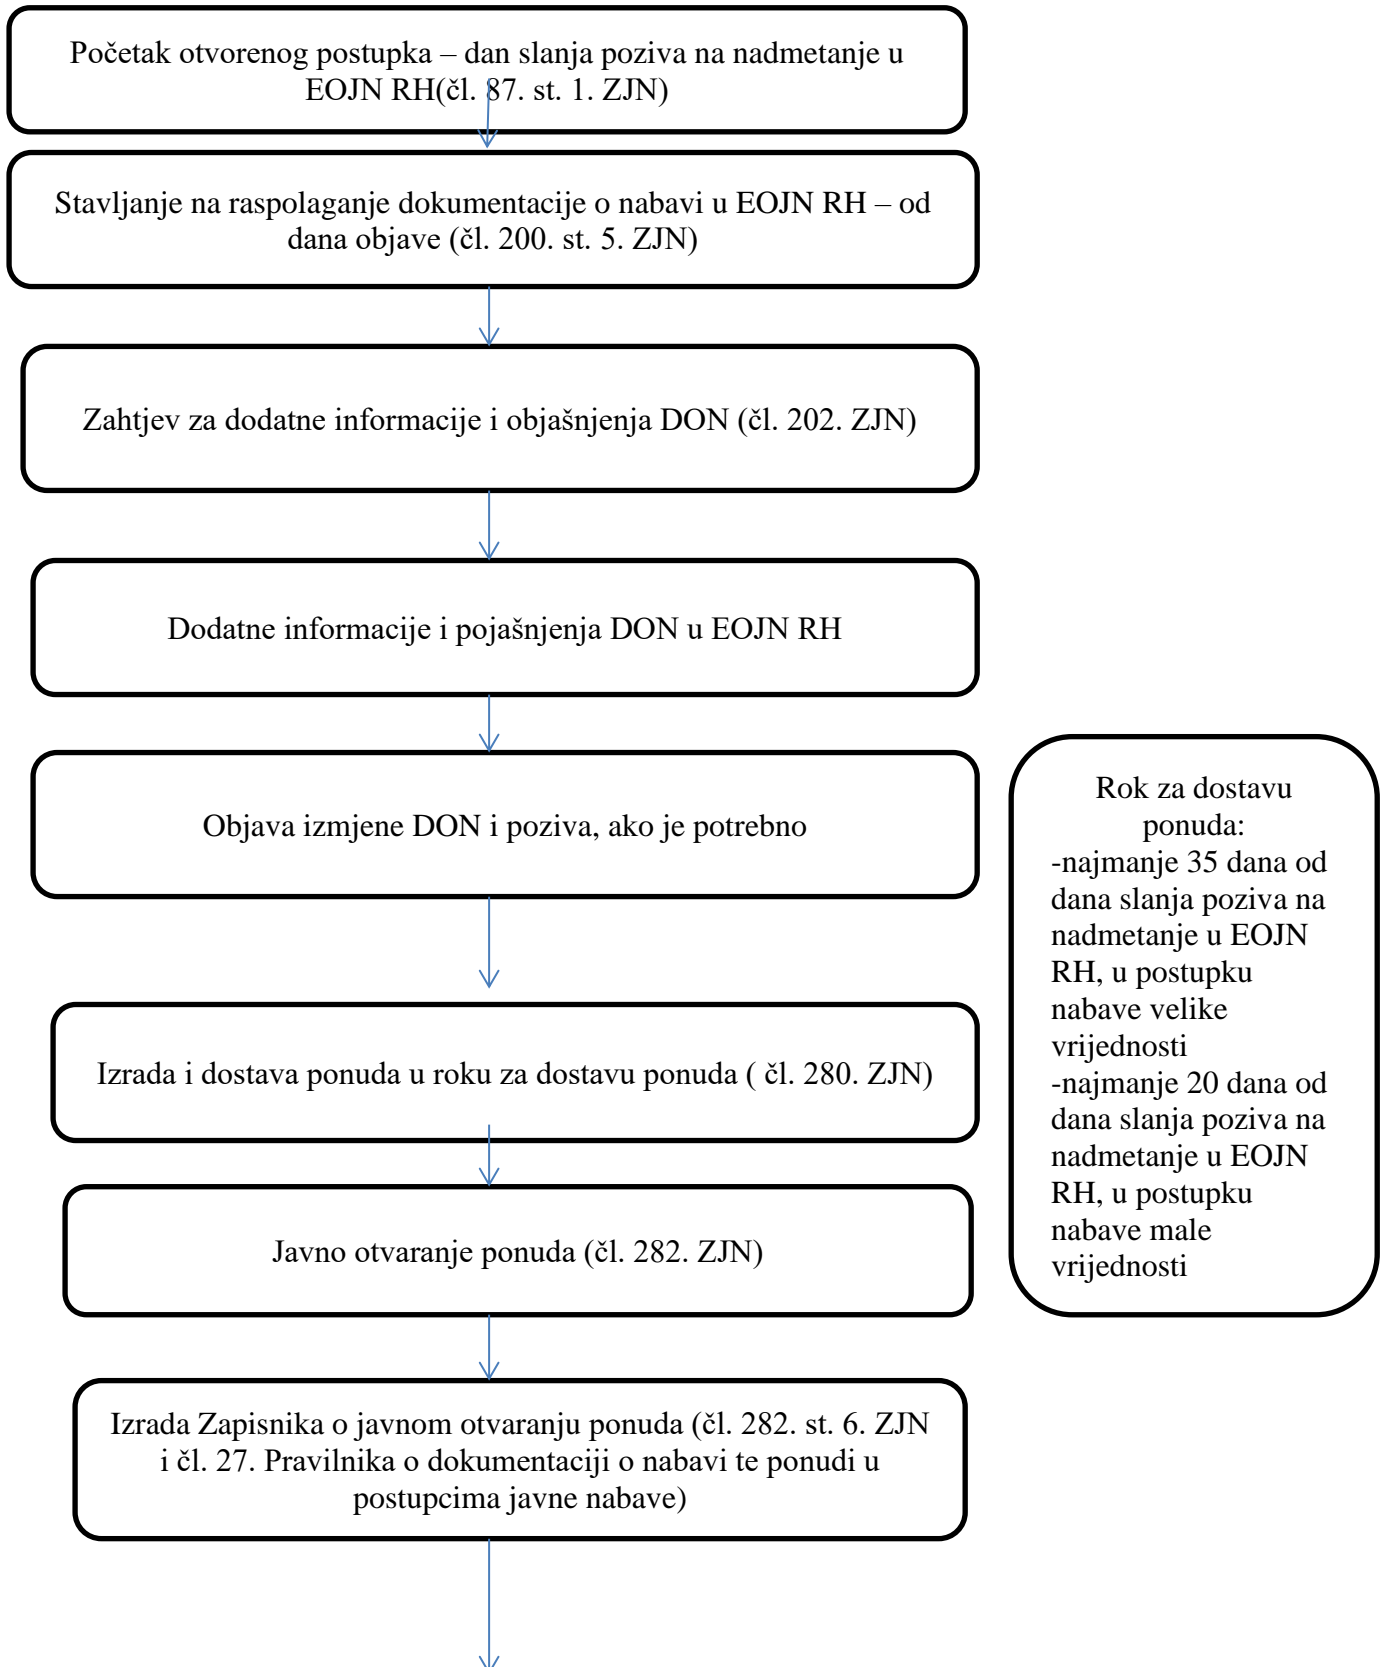 Početak otvorenog postupka – dan slanja poziva na nadmetanje u
EOJN RH(čl. 87. st. 1. ZJN)
Stavljanje na raspolaganje dokumentacije o nabavi u EOJN RH – od
dana objave (čl. 200. st. 5. ZJN)
Zahtjev za dodatne informacije i objašnjenja DON (čl. 202. ZJN)
Dodatne informacije i pojašnjenja DON u EOJN RH
Objava izmjene DON i poziva, ako je potrebno
Rok za dostavu
ponuda:
-najmanje 35 dana od
dana slanja poziva na
nadmetanje u EOJN
RH, u postupku
nabave velike
vrijednosti
-najmanje 20 dana od
dana slanja poziva na
nadmetanje u EOJN
RH, u postupku
nabave male
vrijednosti
Izrada i dostava ponuda u roku za dostavu ponuda ( čl. 280. ZJN)
Javno otvaranje ponuda (čl. 282. ZJN)
Izrada Zapisnika o javnom otvaranju ponuda (čl. 282. st. 6. ZJN
i čl. 27. Pravilnika o dokumentaciji o nabavi te ponudi u
postupcima javne nabave)